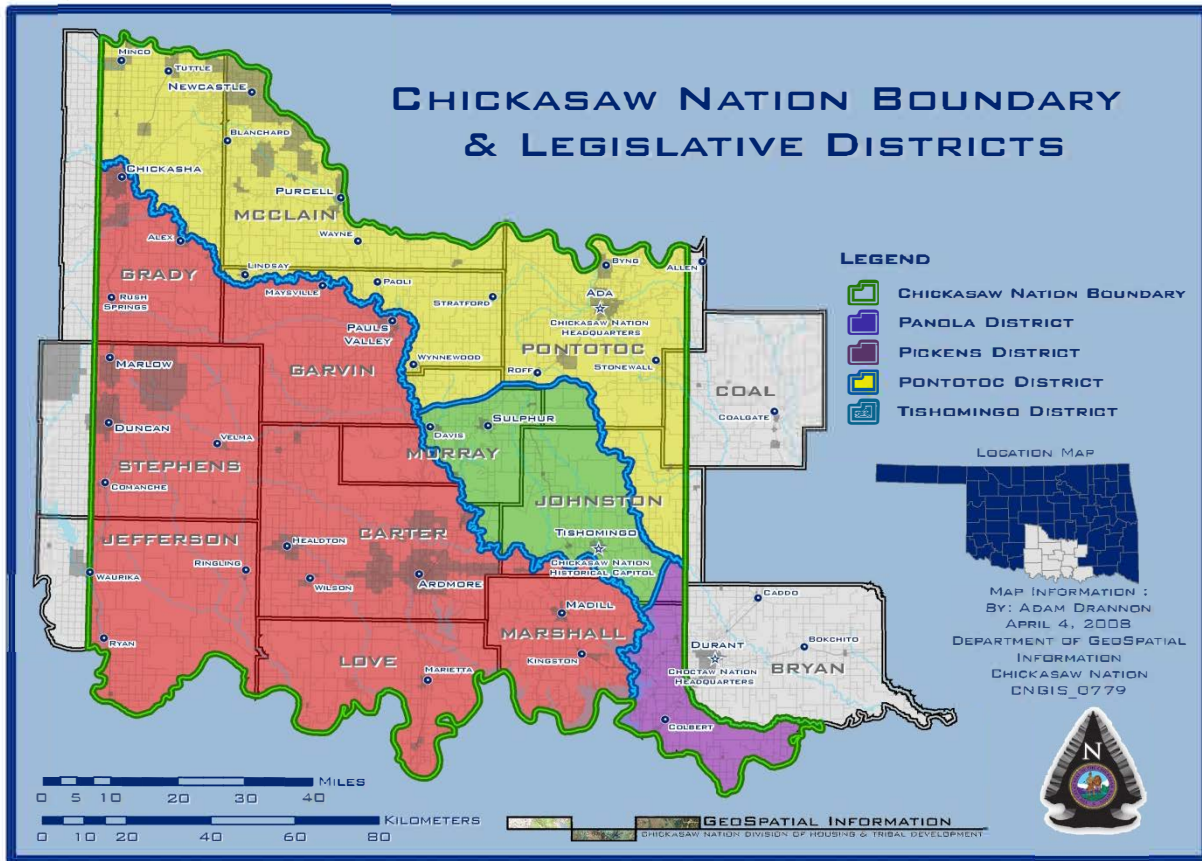 CHICKASAW NATION BOUNDARY
& LEGISLATIVE DISTRICTS
MINCO
TUTTLE
NEWCASTLE
BLANCHARD
CHICKASHA
PURCELL
MCCLAIN
WAYNE
ALEX
LINDSAY
GRADY
MAYSVILLE
PAOLI
STRATFORD
BYNG
ALLEN
ADA
CHICKASAW NATION
HEADQUARTERS
RUSH
SPRINGS
PAULS
VALLEY
WYNNEWOOD
PONTOTOC
ROFF
STONEWALL
MARLOW
GARVIN
COAL
COALGATE
DUNCAN
VELMA
DAVIS
SULPHUR
MURRAY
STEPHENS
COMANCHE
JOHNSTON
TISHOMINGO
CHICKASAW NATION
HISTORICAL CAPITOL
JEFFERSON
HEALDTON
CARTER
RINGLING
WAURIKA
WILSON
ARDMORE
MADILL
MARSHALL
KINGSTON
RYAN
LOVE
MARIETTA
CADDO
DURANT
CHOCTAW NATION
HEADQUARTERS
BOKCHITO
BRYAN
COLBERT
LEGEND
CHICKASAW NATION BOUNDARY
PANOLA DISTRICT
PICKENS DISTRICT
PONTOTOC DISTRICT
TISHOMINGO DISTRICT
LOCATION MAP
MAP INFORMATION :
BY: ADAM DRANNON
APRIL 4, 2008
DEPARTMENT OF GEOSPATIAL
INFORMATION
CHICKASAW NATION
CNGIS_0779
N
MILES
0 5 10 20 30 40
KILOMETERS
0 10 20 40 60 80
GEOSPATIAL INFORMATION
CHICKASAW NATION DIVISION OF HOUSING & TRIBAL DEVELOPMENT